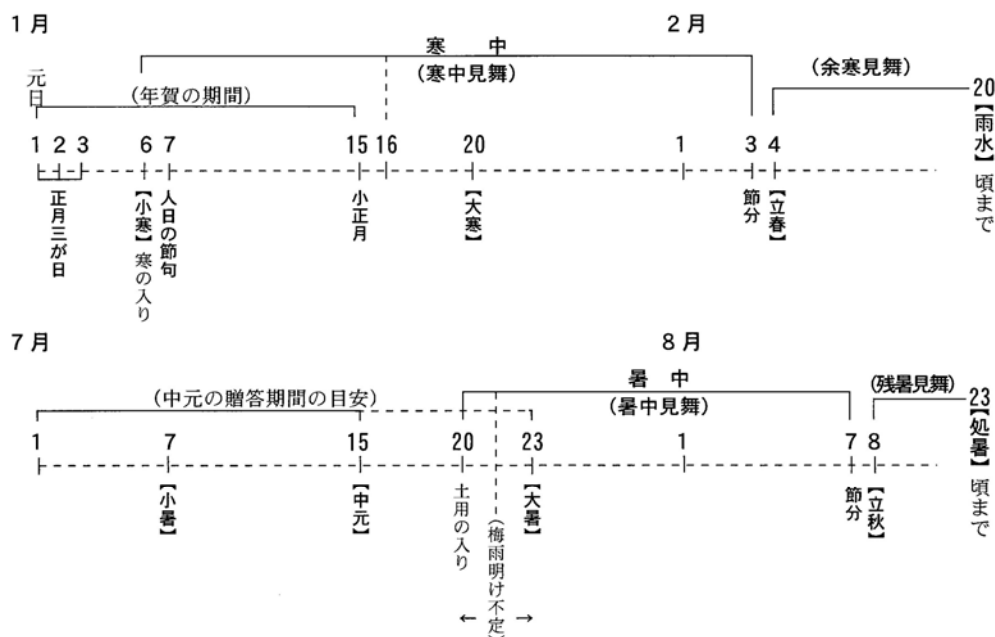 1月
2月
寒　中
(寒中見舞)
(余寒見舞)
元日
(年賀の期間)
1
2
3
6
7
15
16
20
1
3
4
20
【雨水】頃まで
正月三が日
【小寒】寒の入り
人日の節句
小正月
【大寒】
節分
【立春】
7月
8月
暑　中
(暑中見舞)
(残暑見舞)
(中元の贈答期間の目安)
1
7
15
20
23
1
7
8
23
【処暑】頃まで
【小暑】
【中元】
土用の入り
(梅雨明け不定)
【大暑】
節分
【立秋】
←
→